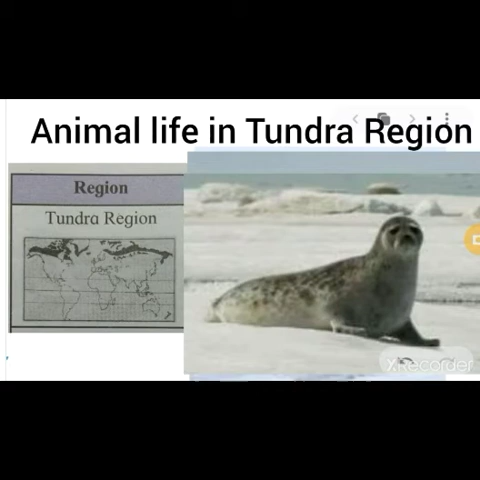 Animal life in Tundra Region
Region
Tundra Region
XRecorder